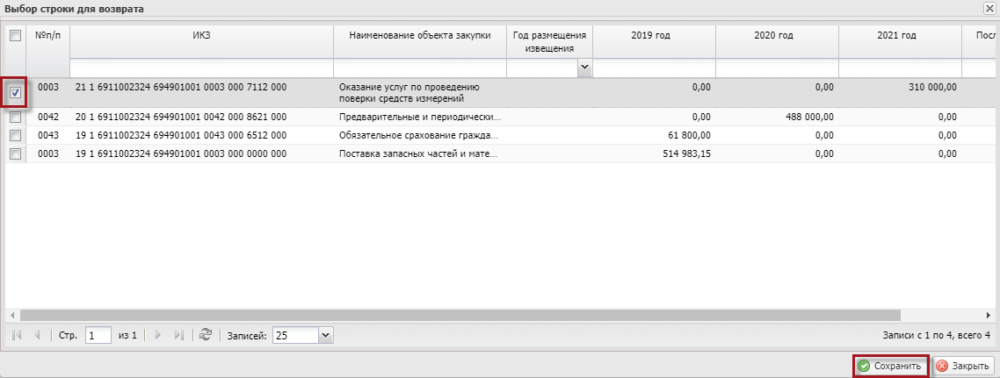 Выбор строки для возврата
№п/п ИКЗ Наименование объекта закупки Год размещения извещения 2019 год 2020 год 2021 год Посл
0003 21 1 6911002324 694901001 0003 000 7112 000 Оказание услуг по проведению поверки средств измерений 0,00 0,00 310 000,00
0042 20 1 6911002324 694901001 0042 000 8621 000 Предварительные и периодически... 0,00 488 000,00 0,00
0043 19 1 6911002324 694901001 0043 000 6512 000 Обязательное срахование гражда... 61 800,00 0,00 0,00
0003 19 1 6911002324 694901001 0003 000 0000 000 Поставка запасных частей и мате... 514 983,15 0,00 0,00
Стр. 1 из 1 Записей: 25 Записи с 1 по 4, всего 4
Сохранить Закрыть